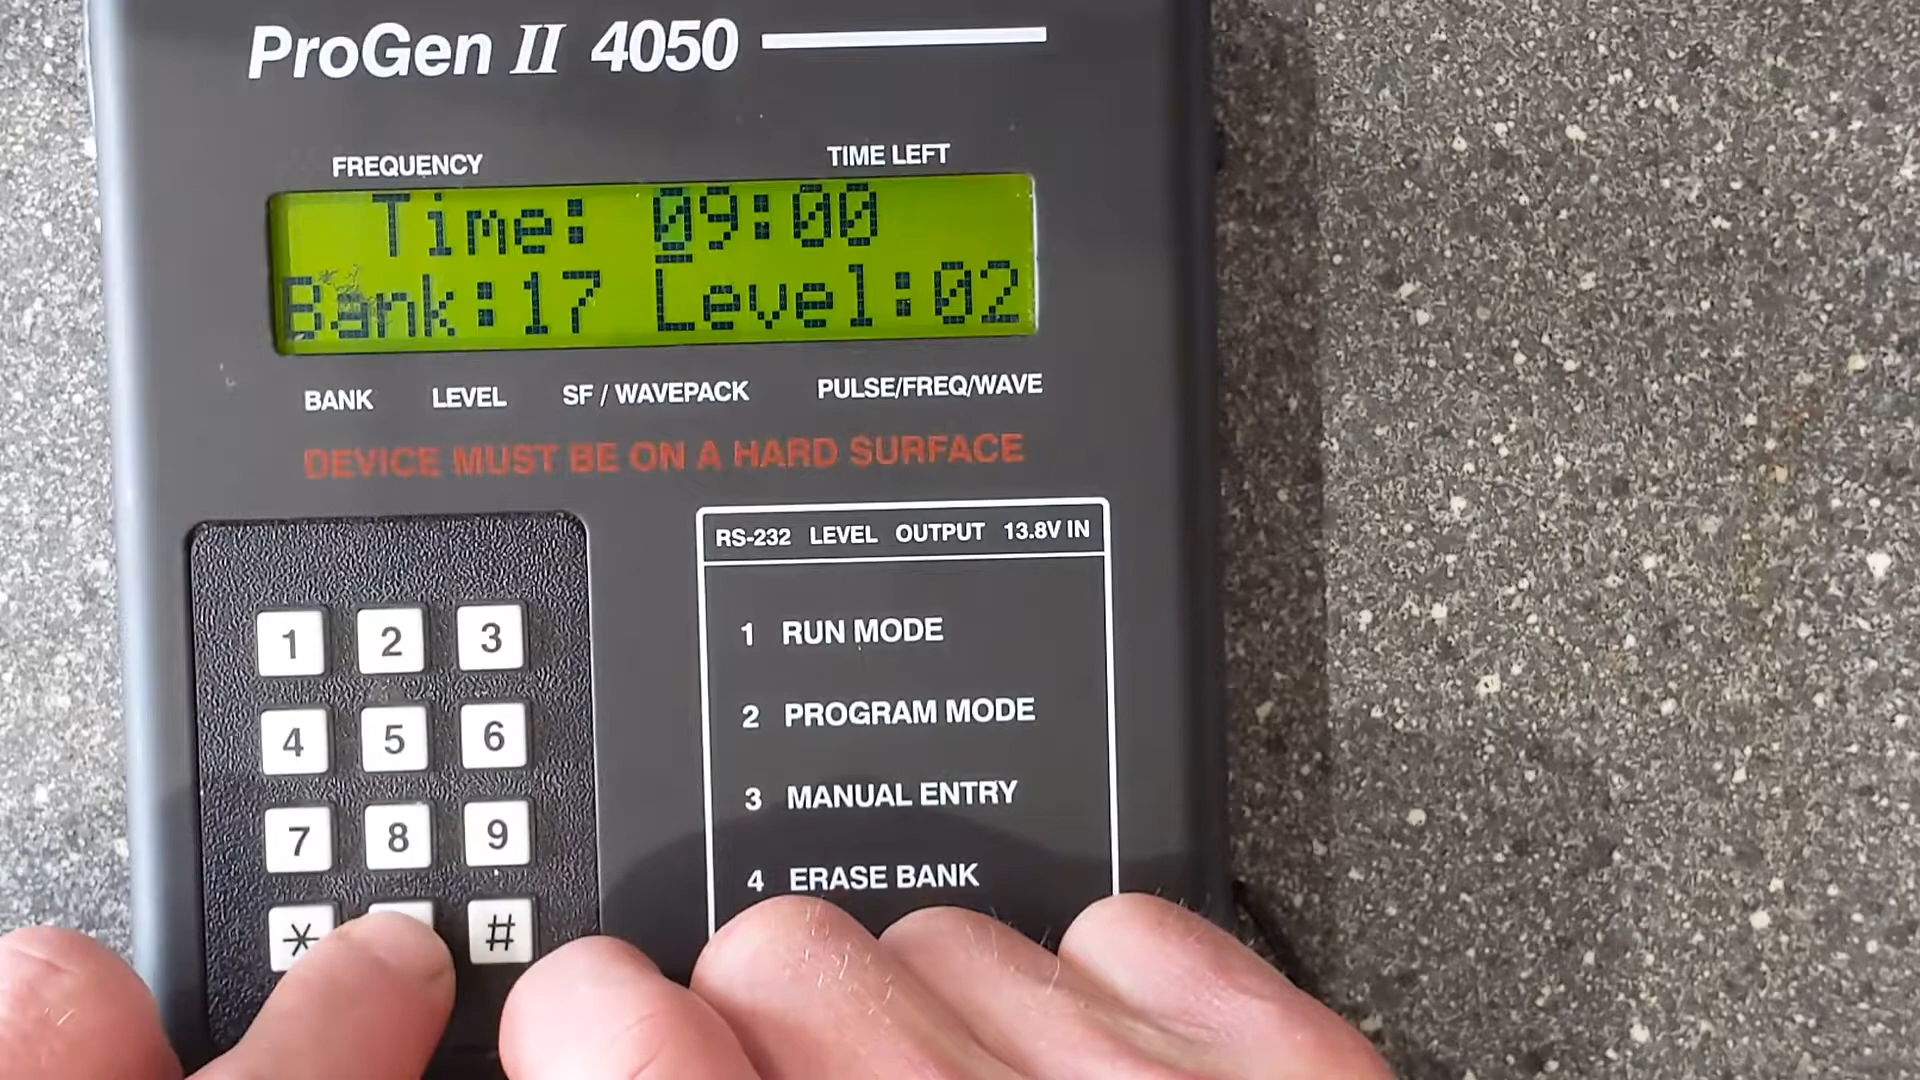 ProGen II 4050
FREQUENCY TIME LEFT
Time: 09:00
Bank:17 Level:02
BANK LEVEL SF / WAVEPACK PULSE/FREQ/WAVE
DEVICE MUST BE ON A HARD SURFACE
RS-232 LEVEL OUTPUT 13.8V IN
1 RUN MODE
2 PROGRAM MODE
3 MANUAL ENTRY
4 ERASE BANK
1 2 3
4 5 6
7 8 9
* #